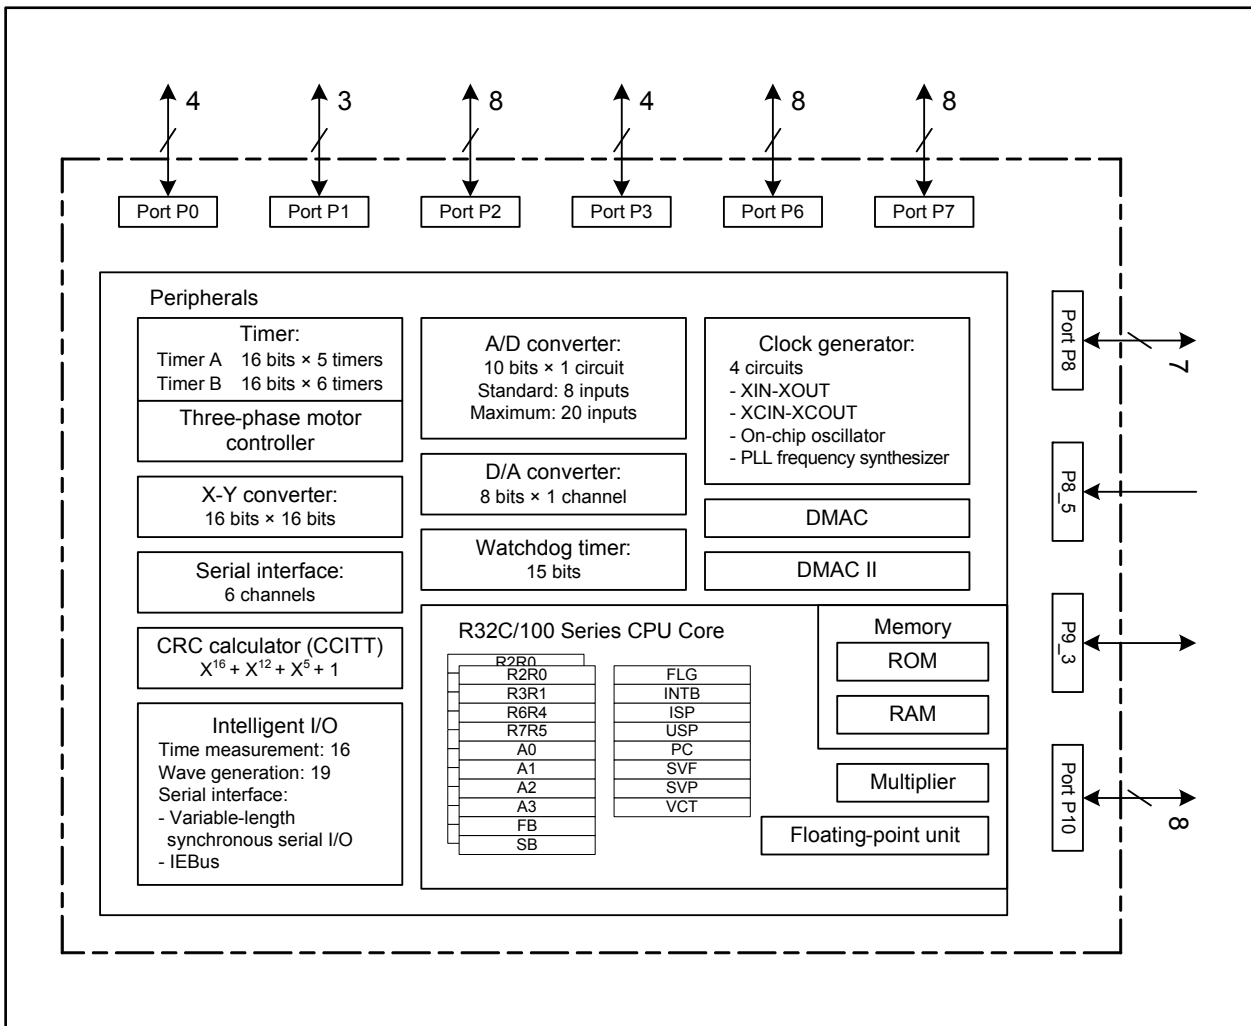 4
3
8
4
8
8
Port P0
Port P1
Port P2
Port P3
Port P6
Port P7
Peripherals
Timer:
Timer A 16 bits × 5 timers
Timer B 16 bits × 6 timers
Three-phase motor
controller
X-Y converter:
16 bits × 16 bits
Serial interface:
6 channels
CRC calculator (CCITT)
X16 + X12 + X5 + 1
Intelligent I/O
Time measurement: 16
Wave generation: 19
Serial interface:
- Variable-length
synchronous serial I/O
- IEBus
A/D converter:
10 bits × 1 circuit
Standard: 8 inputs
Maximum: 20 inputs
D/A converter:
8 bits × 1 channel
Watchdog timer:
15 bits
Clock generator:
4 circuits
- XIN-XOUT
- XCIN-XCOUT
- On-chip oscillator
- PLL frequency synthesizer
DMAC
DMAC II
R32C/100 Series CPU Core
R2R0
R2R0
R3R1
R6R4
R7R5
A0
A1
A2
A3
FB
SB
FLG
INTB
ISP
USP
PC
SVF
SVP
VCT
Memory
ROM
RAM
Multiplier
Floating-point unit
Port P8
7
P8_5
P9_3
Port P10
8